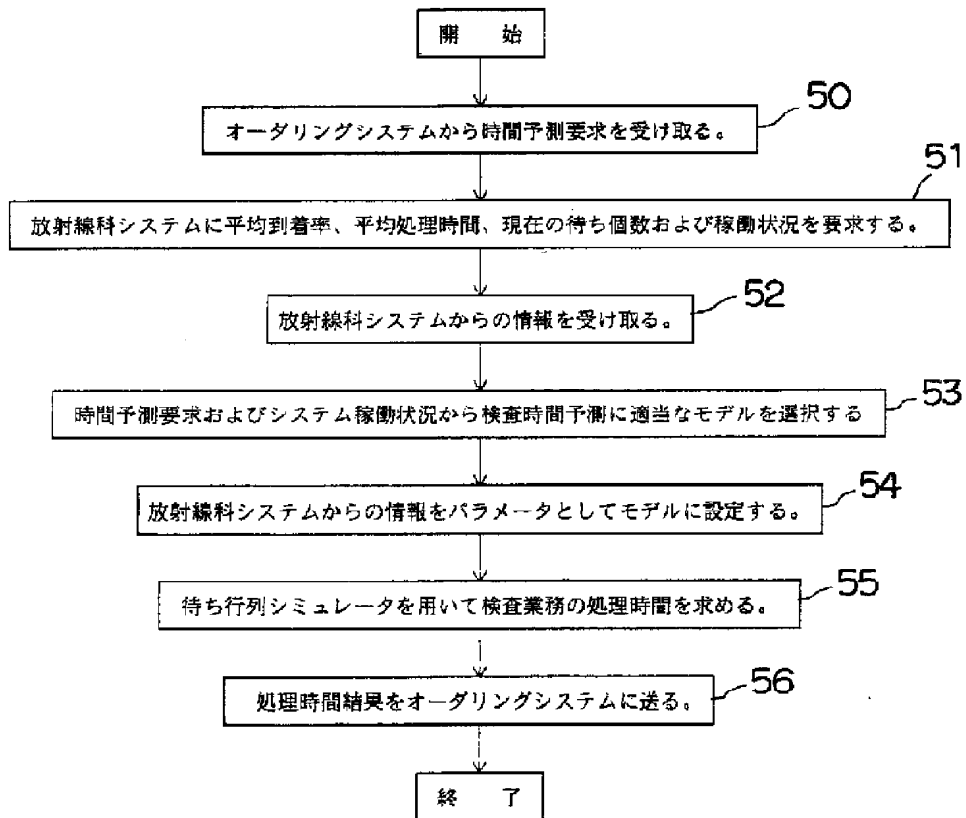 開 始
50
オーダリングシステムから時間予測要求を受け取る。
51
放射線科システムに平均到着率、平均処理時間、現在の待ち個数および稼働状況を要求する。
52
放射線科システムからの情報を受け取る。
53
時間予測要求およびシステム稼働状況から検査時間予測に適当なモデルを選択する
54
放射線科システムからの情報をパラメータとしてモデルに設定する。
55
待ち行列シミュレータを用いて検査業務の処理時間を求める。
56
処理時間結果をオーダリングシステムに送る。
終 了